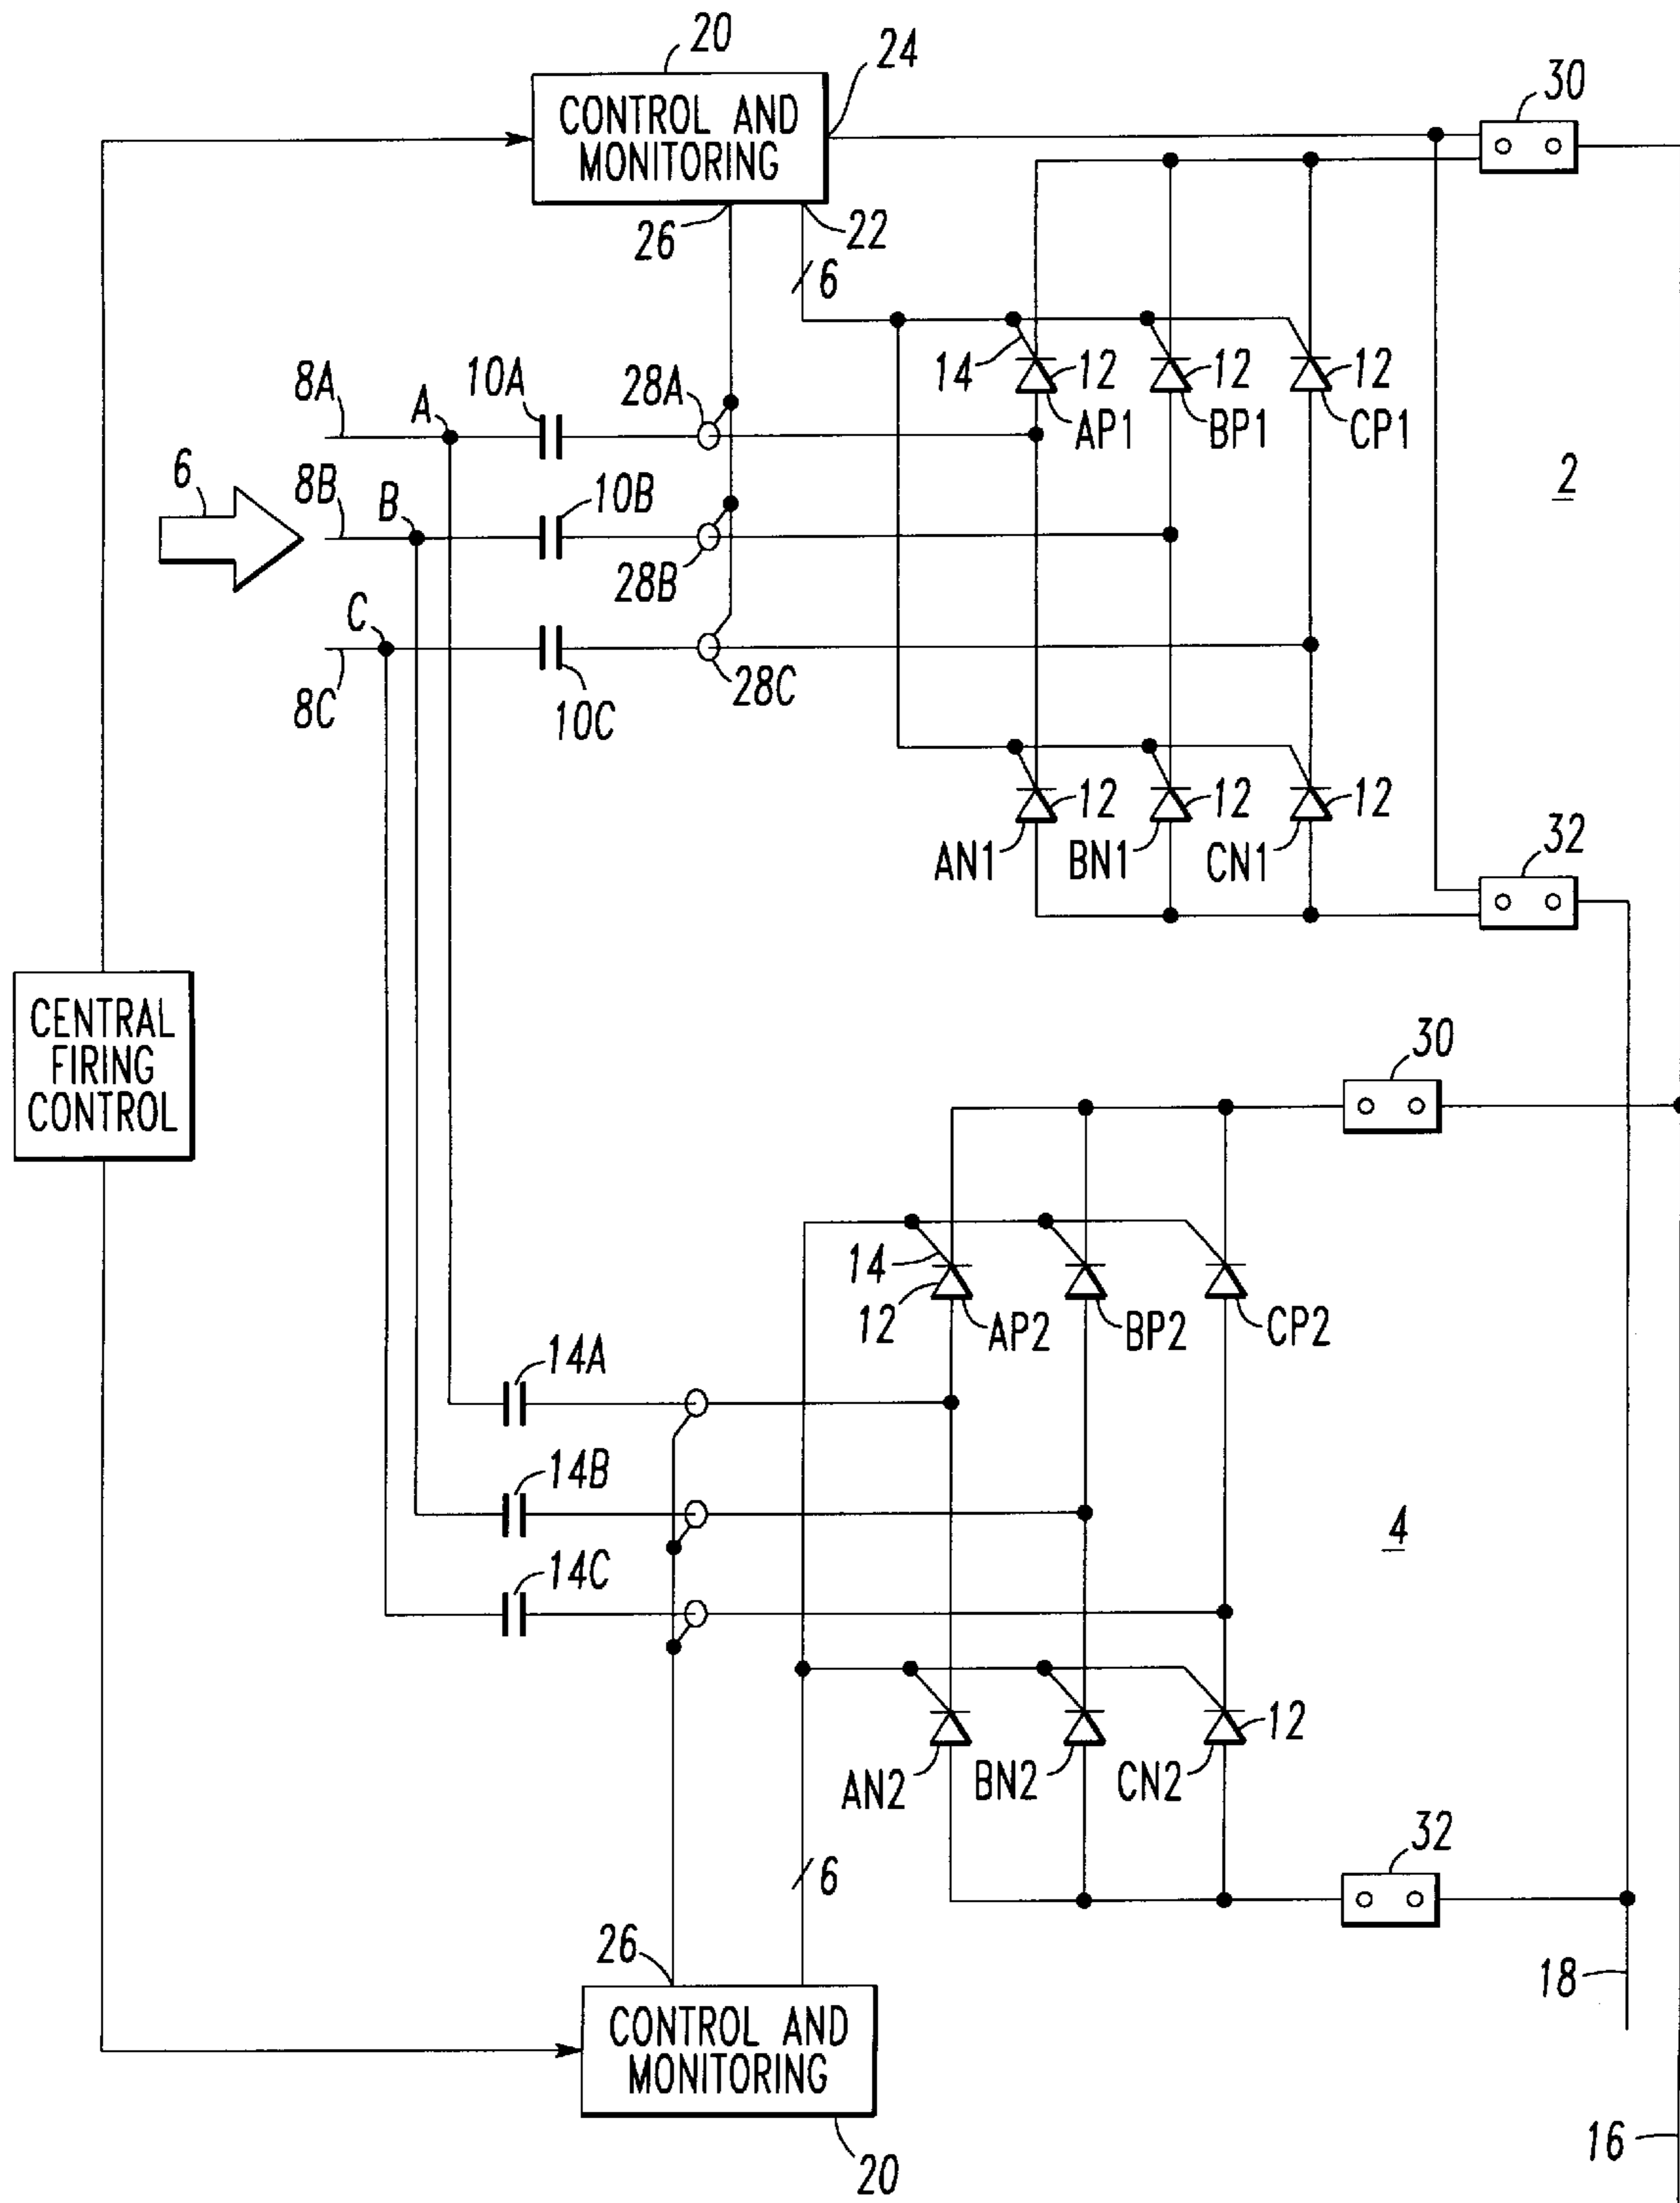 20
24
30
CONTROL AND
MONITORING
26
22
6
14
12
12
12
8A
A
10A
28A
AP1
BP1
CP1
6
8B
B
10B
2
28B
C
8C
10C
28C
12
12
12
AN1
BN1
CN1
32
CENTRAL
FIRING
CONTROL
30
14
12
AP2
BP2
CP2
14A
14B
4
14C
12
AN2
BN2
CN2
32
6
26
18
CONTROL AND
MONITORING
16
20